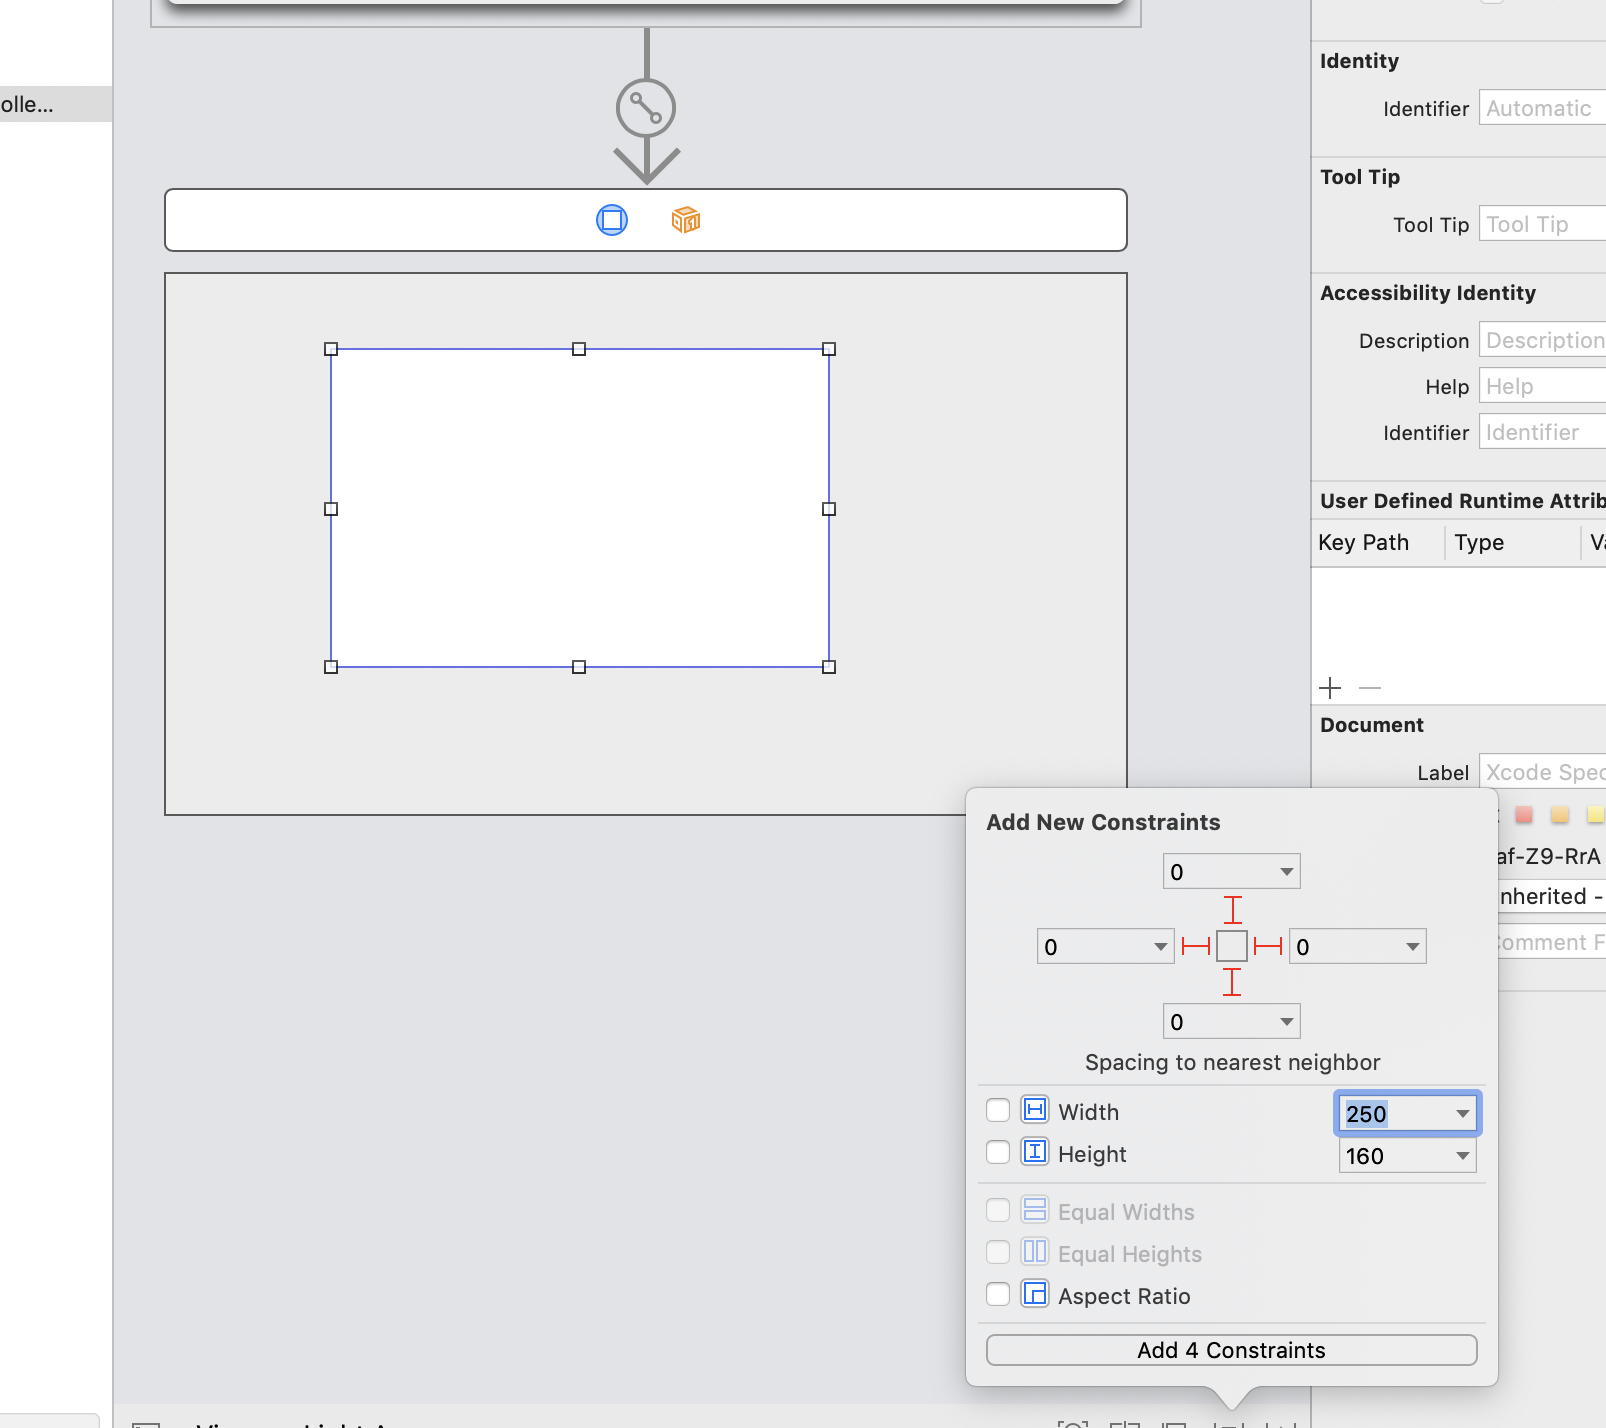 olle...
Identity
Identifier Automatic
Tool Tip
Tool Tip Tool Tip
Accessibility Identity
Description Description
Help Help
Identifier Identifier
User Defined Runtime Attrib
Key Path Type Va
Document
Label Xcode Spec
af-Z9-RrA
nherited -
omment F
Add New Constraints
0
0 0
0
Spacing to nearest neighbor
Width 250
Height 160
Equal Widths
Equal Heights
Aspect Ratio
Add 4 Constraints